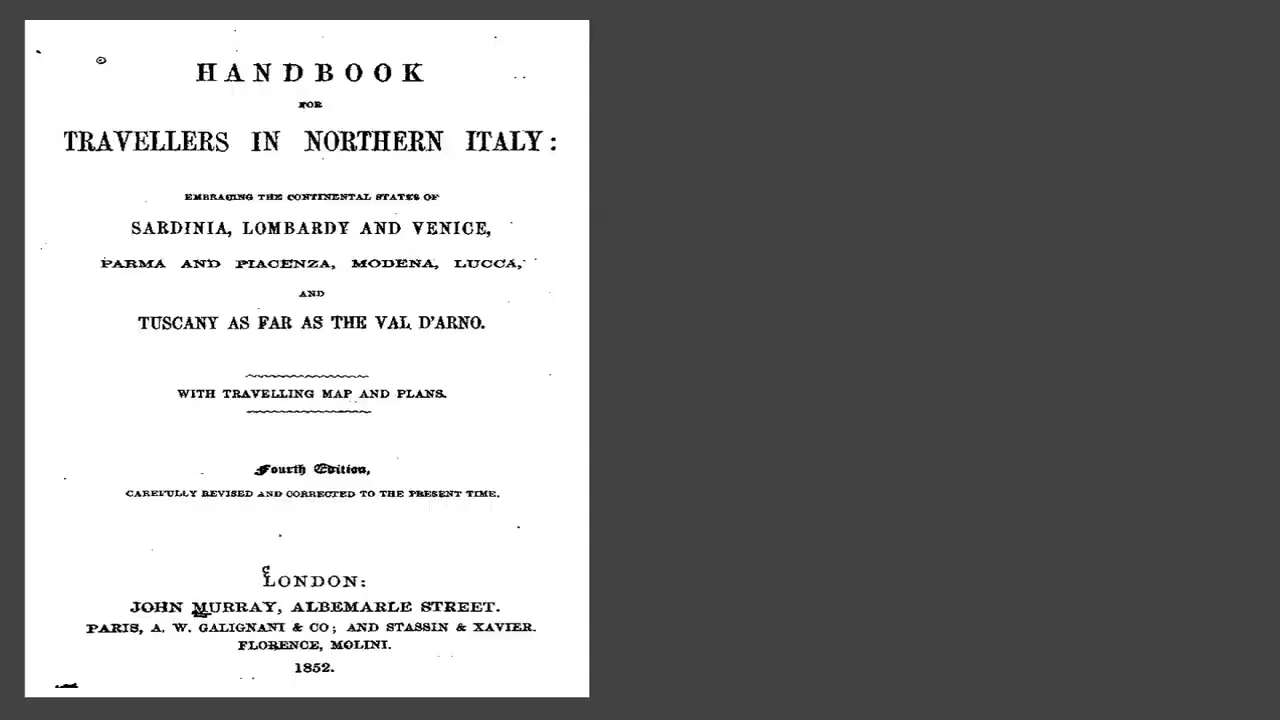 HANDBOOK
FOR
TRAVELLERS IN NORTHERN ITALY:
EMBRACING THE CONTINENTAL STATES OF
SARDINIA, LOMBARDY AND VENICE,
PARMA AND PIACENZA, MODENA, LUCCA,
AND
TUSCANY AS FAR AS THE VAL D'ARNO.
WITH TRAVELLING MAP AND PLANS.
Fourth Edition,
CAREFULLY REVISED AND CORRECTED TO THE PRESENT TIME.
LONDON:
JOHN MURRAY, ALBEMARLE STREET.
PARIS, A. W. GALIGNANI & CO; AND STASSIN & XAVIER.
FLORENCE, MOLINI.
1852.